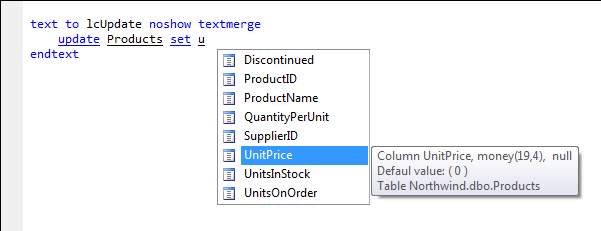 text to lcUpdate noshow textmerge
update Products set u
endtext
Discontinued
ProductID
ProductName
QuantityPerUnit
SupplierID
UnitPrice
UnitsInStock
UnitsOnOrder
Column UnitPrice, money(19,4), null
Defaul value: ( 0 )
Table Northwind.dbo.Products